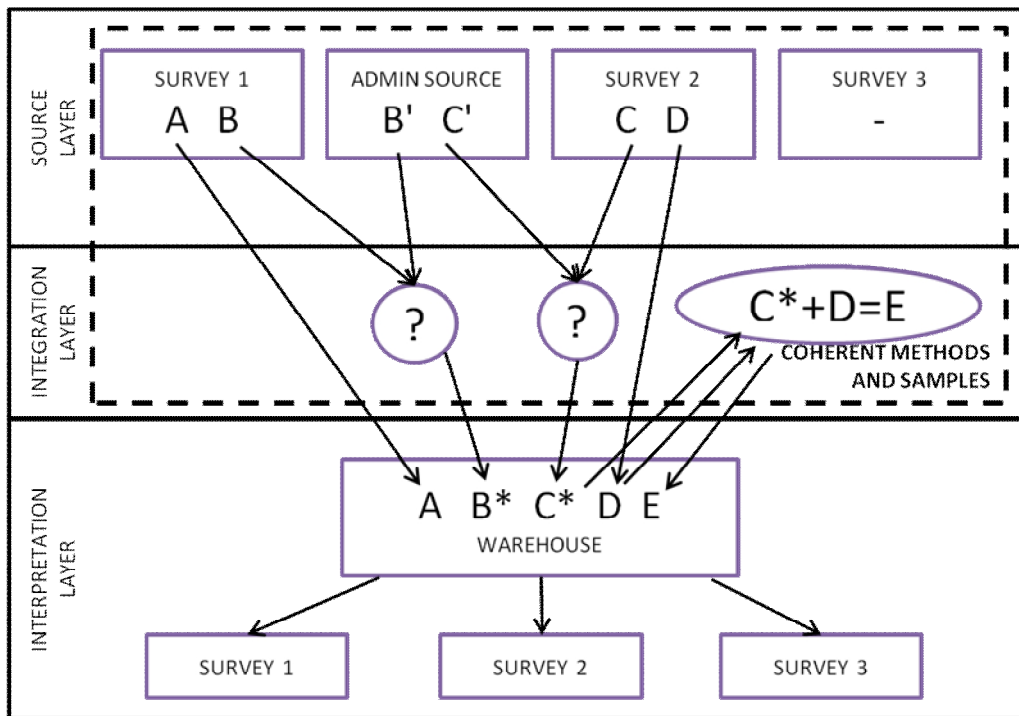 SOURCE
LAYER
SURVEY 1
A B
ADMIN SOURCE
B' C'
SURVEY 2
C D
SURVEY 3
-
INTEGRATION
LAYER
?
?
C*+D=E
COHERENT METHODS
AND SAMPLES
INTERPRETATION
LAYER
A B* C* D E
WAREHOUSE
SURVEY 1
SURVEY 2
SURVEY 3